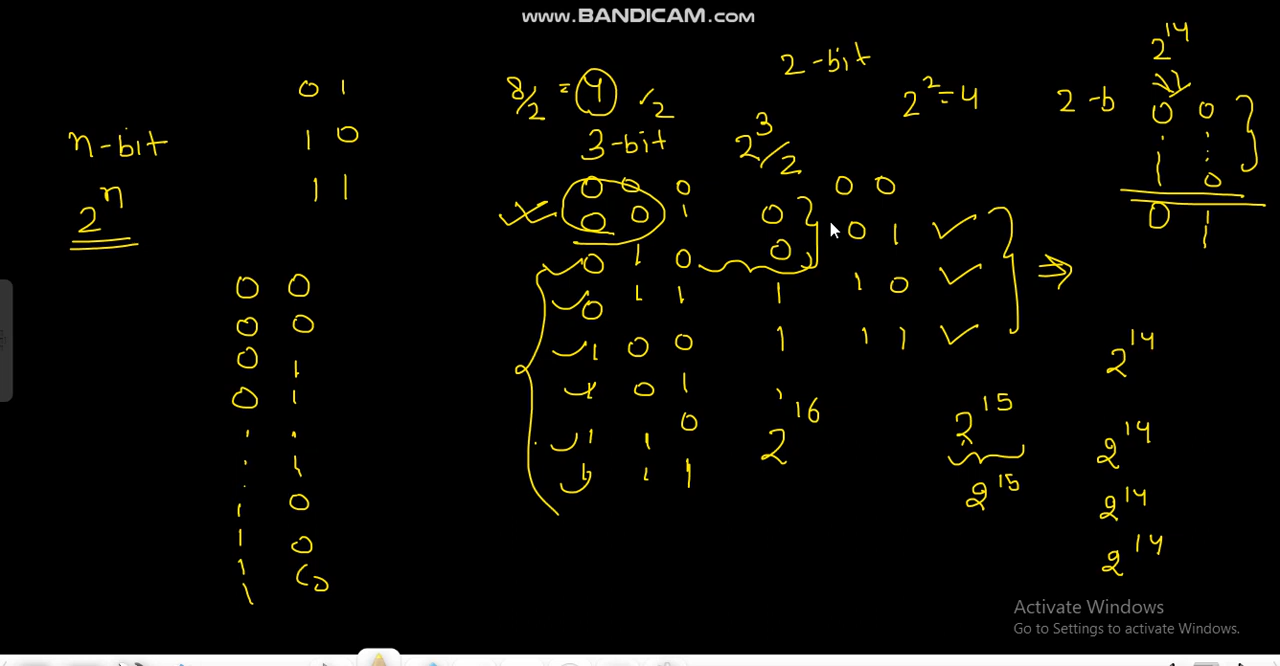 www.BANDICAM.com
n-bit
2^n
0 1
1 0
1 1
0 0
0 0
0 1
0 1
1 0
1 0
1
1
8/2 = 4 /2
3-bit 2^3/2
0 0 0
0 0 1
0 1 0
0 1 1
1 0 0
1 0 1
1 1 0
1 1 1
0
0
1
1
2^16
2-bit
2^2 = 4
0 0
0 1
1 0
1 1
2^15
2^15
2^14
2-b 0 0
1 0
0 1
2^14
2^14
2^14
2^14
Activate Windows
Go to Settings to activate Windows.